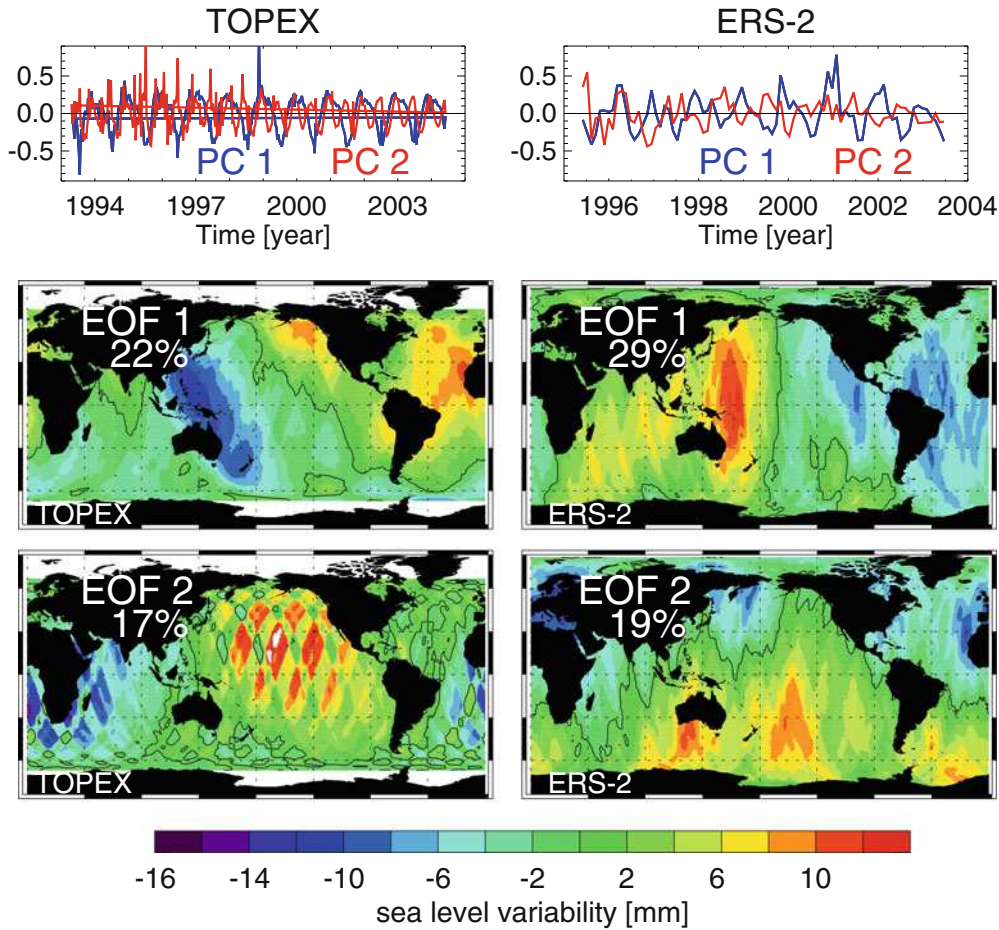 TOPEX
ERS-2
0.5
0.0
-0.5
PC 1
PC 2
1994
1997
2000
2003
Time [year]
0.5
0.0
-0.5
PC 1
PC 2
1996
1998
2000
2002
2004
Time [year]
EOF 1
22%
TOPEX
EOF 1
29%
ERS-2
EOF 2
17%
TOPEX
EOF 2
19%
ERS-2
-16
-14
-10
-6
-2
2
6
10
sea level variability [mm]